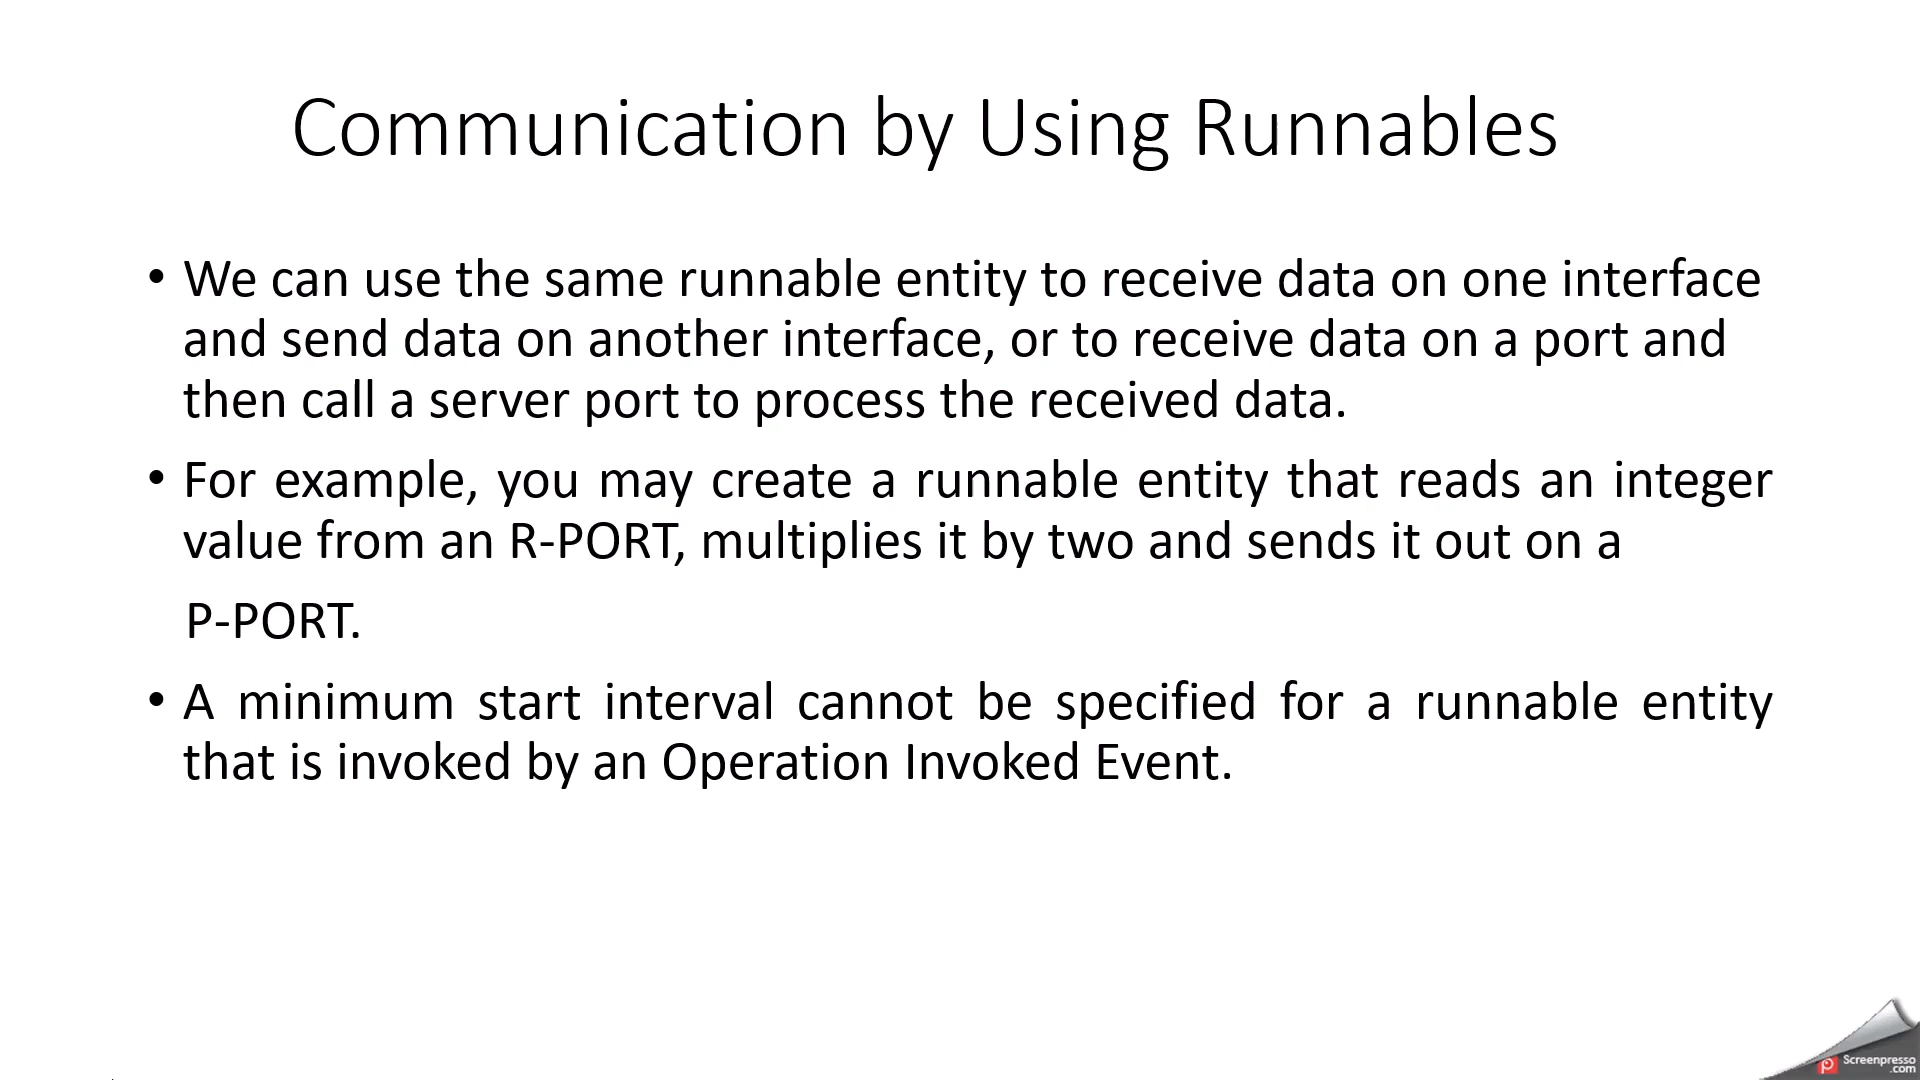 Communication by Using Runnables
• We can use the same runnable entity to receive data on one interface
and send data on another interface, or to receive data on a port and
then call a server port to process the received data.
• For example, you may create a runnable entity that reads an integer
value from an R-PORT, multiplies it by two and sends it out on a
P-PORT.
• A minimum start interval cannot be specified for a runnable entity
that is invoked by an Operation Invoked Event.
Screenpresso
.com